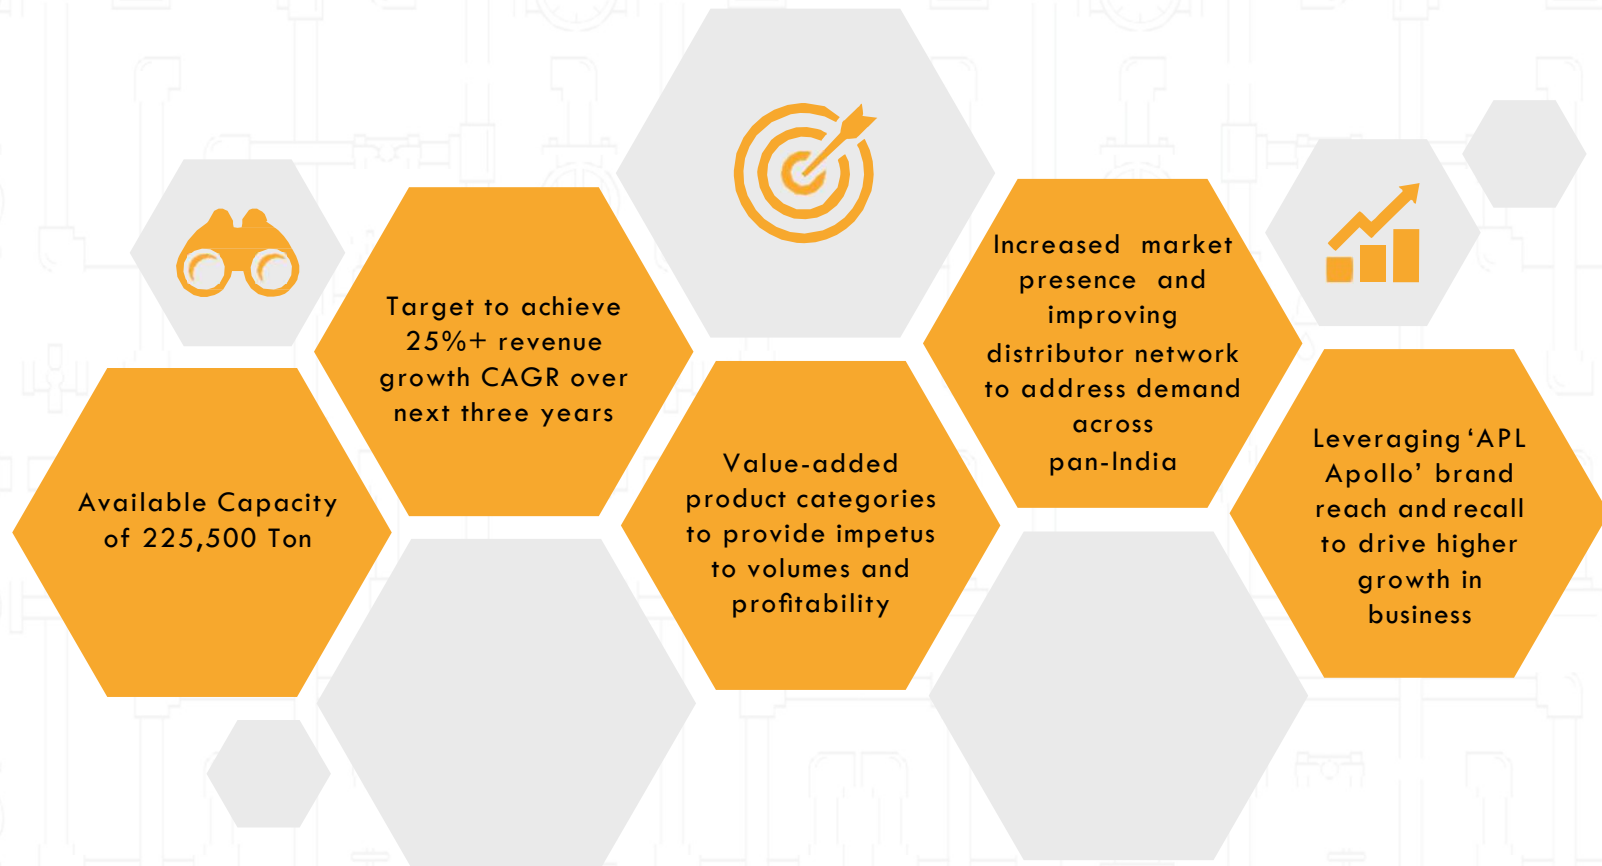 Available Capacity
of 225,500 Ton
Target to achieve
25%+ revenue
growth CAGR over
next three years
Value-added
product categories
to provide impetus
to volumes and
profitability
Increased market
presence and
improving
distributor network
to address demand
across
pan-India
Leveraging ‘APL
Apollo’ brand
reach and recall
to drive higher
growth in
business